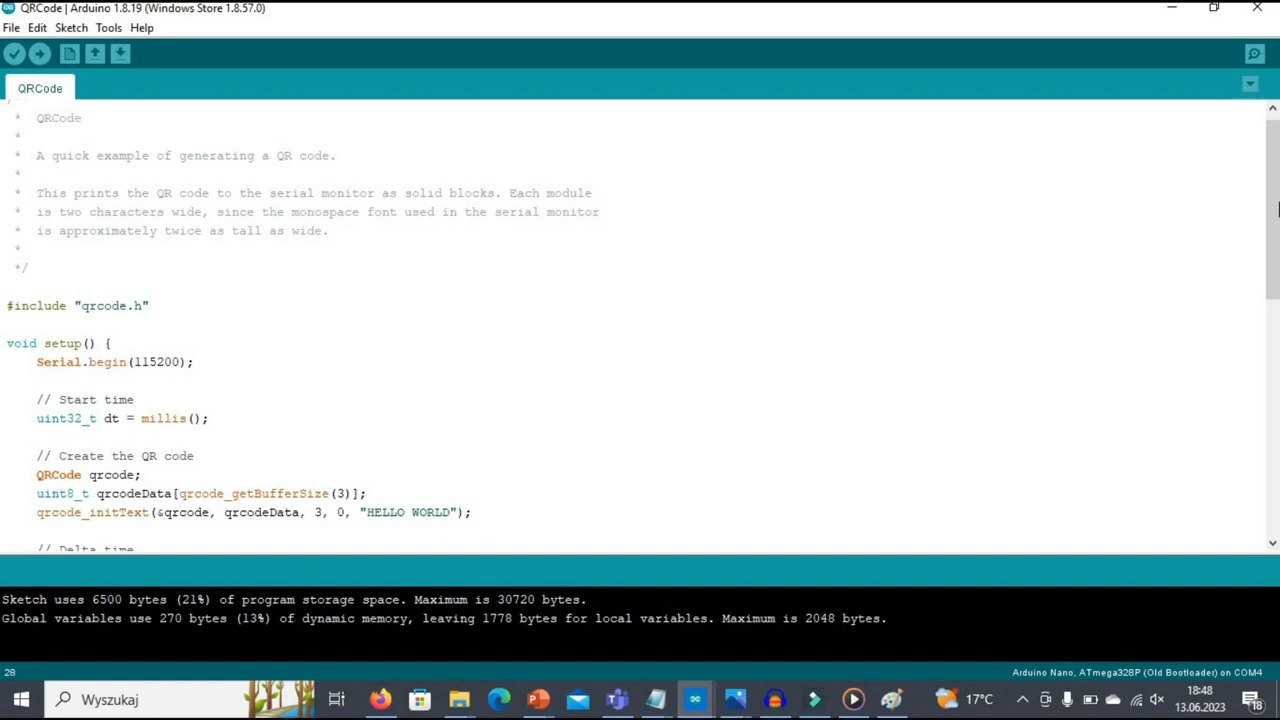 QRCode | Arduino 1.8.19 (Windows Store 1.8.57.0)
File Edit Sketch Tools Help
QRCode
* QRCode
*
* A quick example of generating a QR code.
*
* This prints the QR code to the serial monitor as solid blocks. Each module
* is two characters wide, since the monospace font used in the serial monitor
* is approximately twice as tall as wide.
*
*/
#include "qrcode.h"
void setup() {
Serial.begin(115200);
// Start time
uint32_t dt = millis();
// Create the QR code
QRCode qrcode;
uint8_t qrcodeData[qrcode_getBufferSize(3)];
qrcode_initText(&qrcode, qrcodeData, 3, 0, "HELLO WORLD");
// Delta time
Sketch uses 6500 bytes (21%) of program storage space. Maximum is 30720 bytes.
Global variables use 270 bytes (13%) of dynamic memory, leaving 1778 bytes for local variables. Maximum is 2048 bytes.
28 Arduino Nano, ATmega328P (Old Bootloader) on COM4
Wyszukaj 17°C 18:48
13.06.2023 18